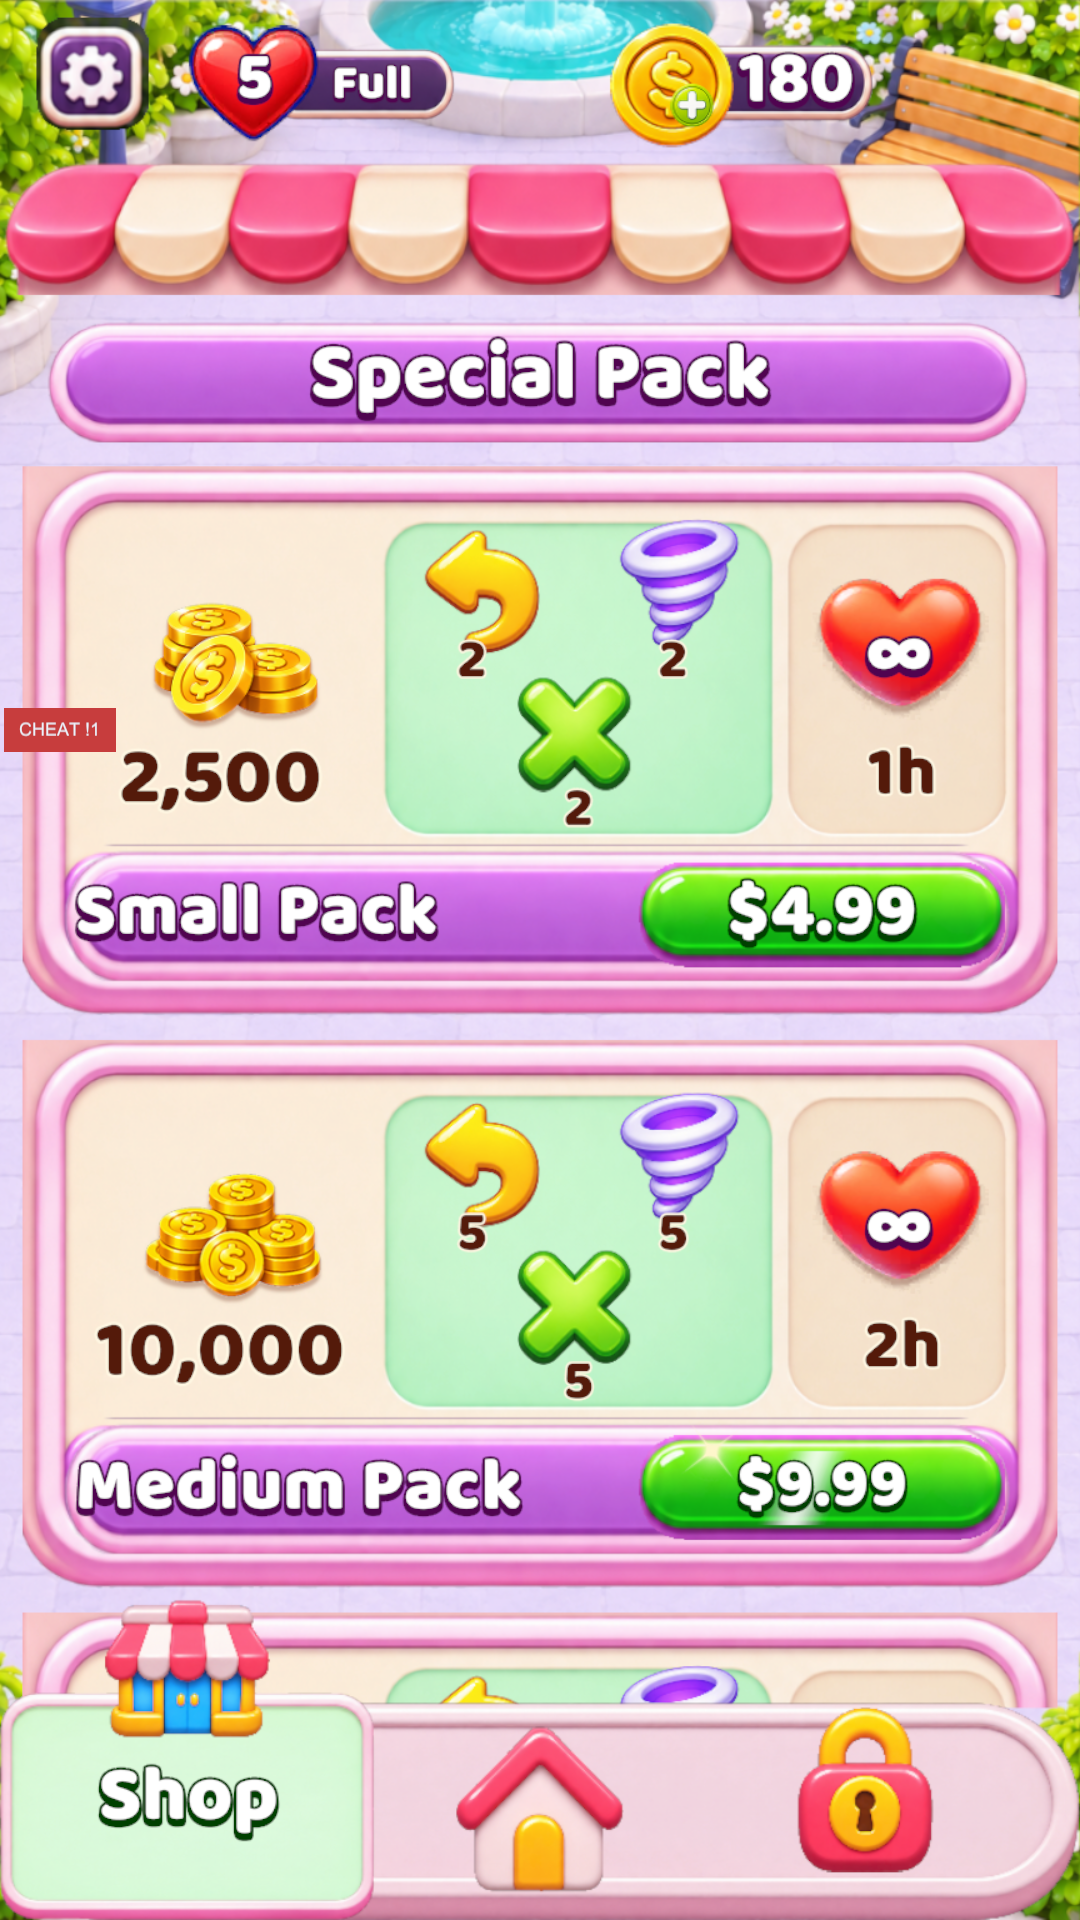 5 Full
180
Special Pack
2 2
∞
CHEAT !1
2,500
2
1h
Small Pack $4.99
5 5
∞
10,000
5
2h
Medium Pack $9.99
Shop